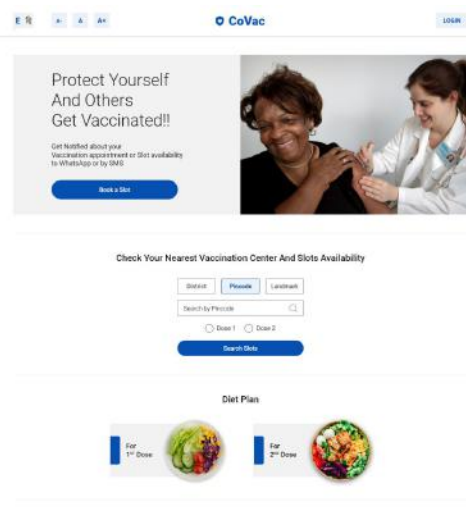 E
A- A A+
CoVac
LOGIN
Protect Yourself
And Others
Get Vaccinated!!
Get Notified about your
Vaccination appointment or Slot availability
to WhatsApp or by SMS
Book a Slot
Check Your Nearest Vaccination Center And Slots Availability
District Pincode Landmark
Search by Pincode
Dose 1 Dose 2
Search Slots
Diet Plan
For
1ˢᵗ Dose
For
2ⁿᵈ Dose